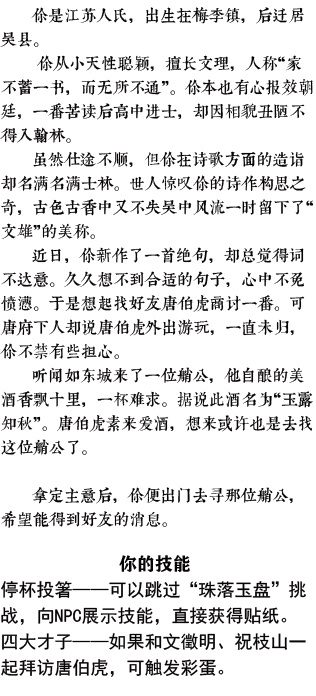 你是江苏人氏，出生在梅李镇，后迁居
吴县。
你从小天性聪颖，擅长文理，人称“家
不蓄一书，而无所不通”。你本也有心报效朝
廷，一番苦读后高中进士，却因相貌丑陋不
得入翰林。
虽然仕途不顺，但你在诗歌方面的造诣
却名满名满士林。世人惊叹你的诗作构思之
奇，古色古香中又不失吴中风流一时留下了“
文雄”的美称。
近日，你新作了一首绝句，却总觉得词
不达意。久久想不到合适的句子，心中不免
愤懑。于是想起找好友唐伯虎商讨一番。可
唐府下人却说唐伯虎外出游玩，一直未归，
你不禁有些担心。
听闻如东城来了一位艄公，他自酿的美
酒香飘十里，一杯难求。据说此酒名为“玉露
知秋”。唐伯虎素来爱酒，想来或许也是去找
这位艄公了。
拿定主意后，你便出门去寻那位艄公，
希望能得到好友的消息。
你的技能
停杯投箸——可以跳过“珠落玉盘”挑
战，向NPC展示技能，直接获得贴纸。
四大才子——如果和文徵明、祝枝山一
起拜访唐伯虎，可触发彩蛋。